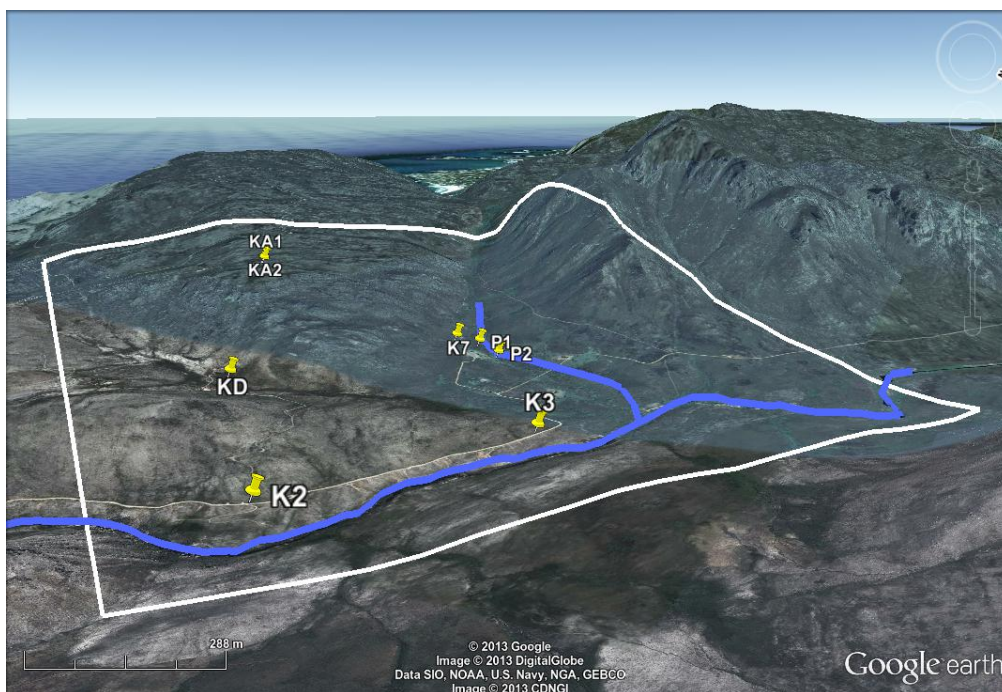 KA1
KA2
K7
P1
P2
KD
K3
K2
288 m
© 2013 Google
Image © 2013 DigitalGlobe
Data SIO, NOAA, U.S. Navy, NGA, GEBCO
Image © 2013 CDNGI
Google earth